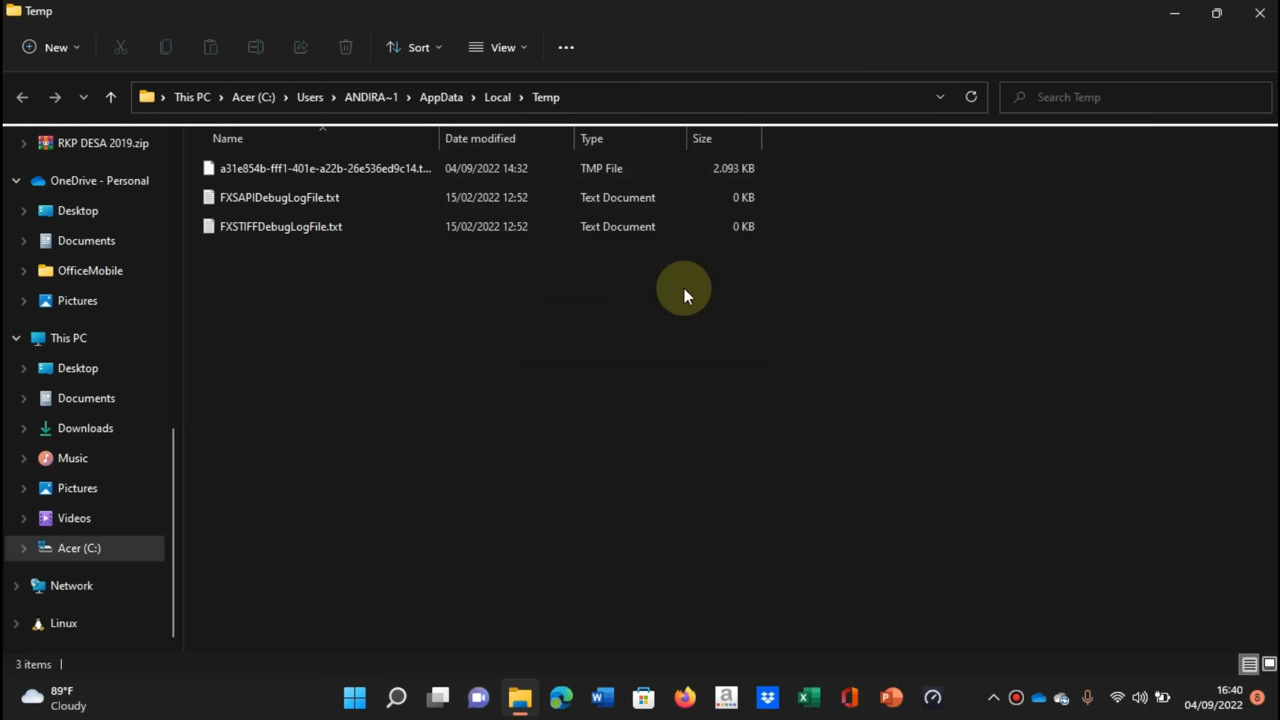 Temp
New
Sort
View
This PC
Acer (C:)
Users
ANDIRA~1
AppData
Local
Temp
Search Temp
RKP DESA 2019.zip
OneDrive - Personal
Desktop
Documents
OfficeMobile
Pictures
This PC
Desktop
Documents
Downloads
Music
Pictures
Videos
Acer (C:)
Network
Linux
Name Date modified Type Size
a31e854b-fff1-401e-a22b-26e536ed9c14.t... 04/09/2022 14:32 TMP File 2.093 KB
FXSAPIDebugLogFile.txt 15/02/2022 12:52 Text Document 0 KB
FXSTIFFDebugLogFile.txt 15/02/2022 12:52 Text Document 0 KB
3 items
89°F
Cloudy
16:40
04/09/2022
8